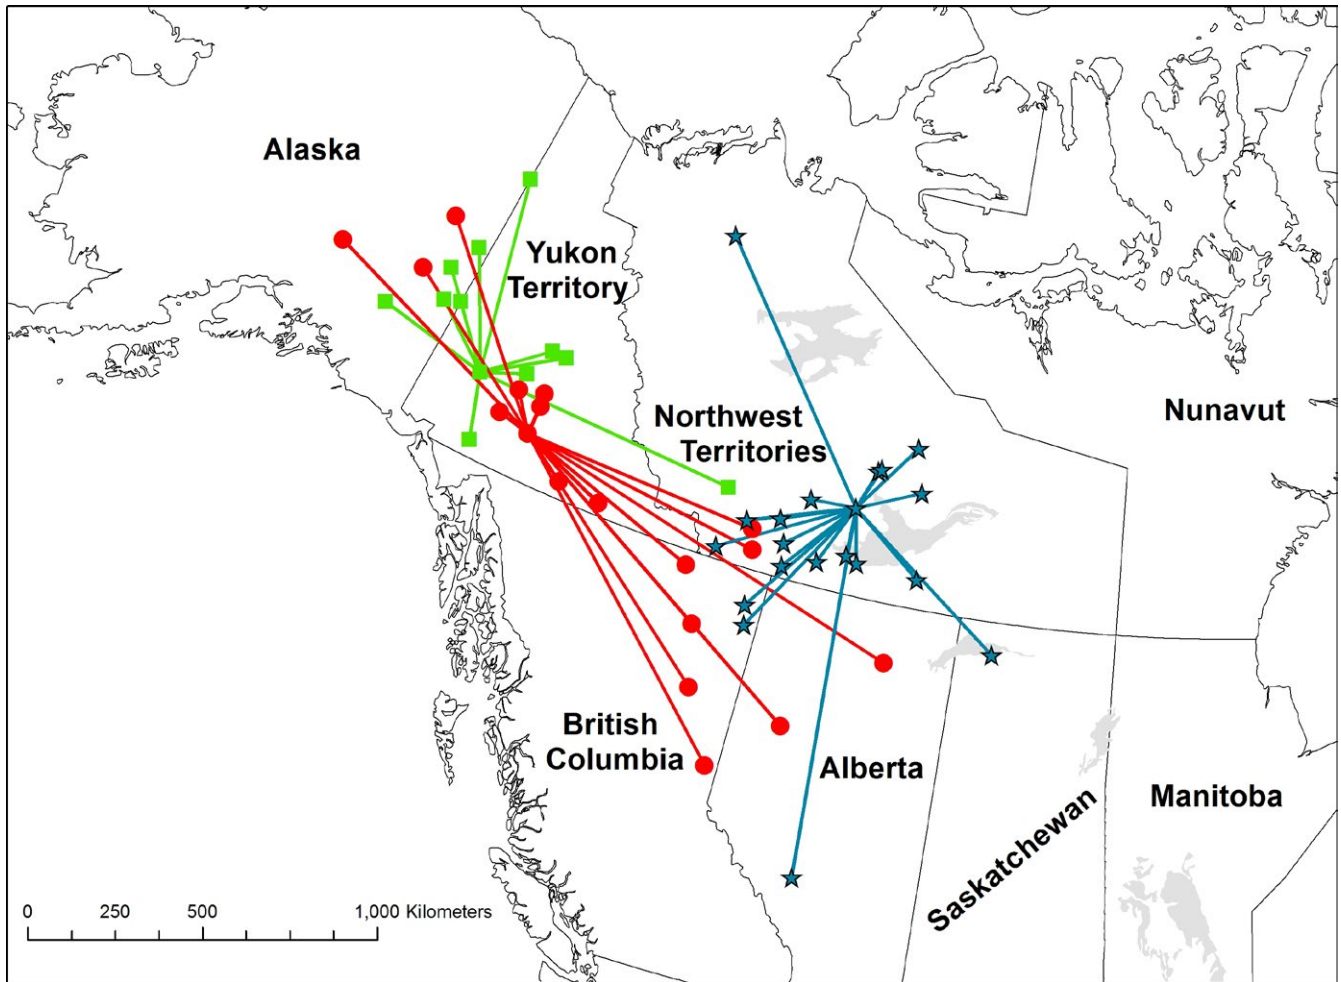 Alaska
Yukon
Territory
Northwest
Territories
Nunavut
British
Columbia
Alberta
Saskatchewan
Manitoba
0 250 500 1,000 Kilometers